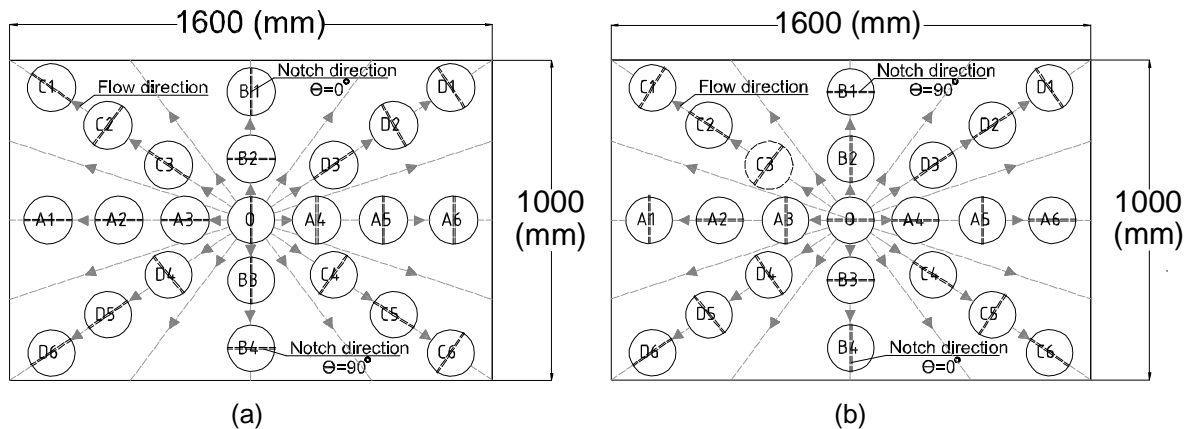 1600 (mm)
C1 Flow direction B1 Notch direction D1
Θ=0°
C2 D2
C3 B2 D3
A1 A2 A3 O A4 A5 A6
D4 B3 C4
D5 C5
D6 B4 Notch direction C6
Θ=90°
1000
(mm)
(a)
1600 (mm)
C1 Flow direction B1 Notch direction D1
Θ=90°
C2 D2
C3 B2 D3
A1 A2 A3 O A4 A5 A6
D4 B3 C4
D5 C5
D6 B4 Notch direction C6
Θ=0°
1000
(mm)
(b)